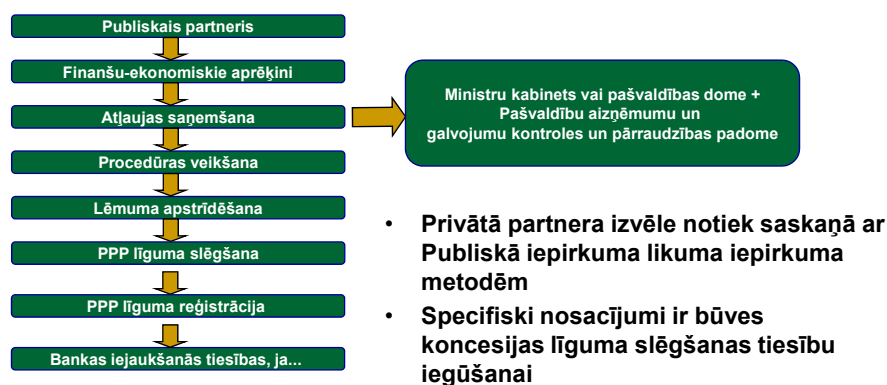 Publiskais partneris
Finanšu-ekonomiskie aprēķini
Atļaujas saņemšana
Procedūras veikšana
Lēmuma apstrīdēšana
PPP līguma slēgšana
PPP līguma reģistrācija
Bankas iejaukšanās tiesības, ja...
Ministru kabinets vai pašvaldības dome +
Pašvaldību aizņēmumu un
galvojumu kontroles un pārraudzības padome
• Privātā partnera izvēle notiek saskaņā ar
Publiskā iepirkuma likuma iepirkuma
metodēm
• Specifiski nosacījumi ir būves
koncesijas līguma slēgšanas tiesību
iegūšanai